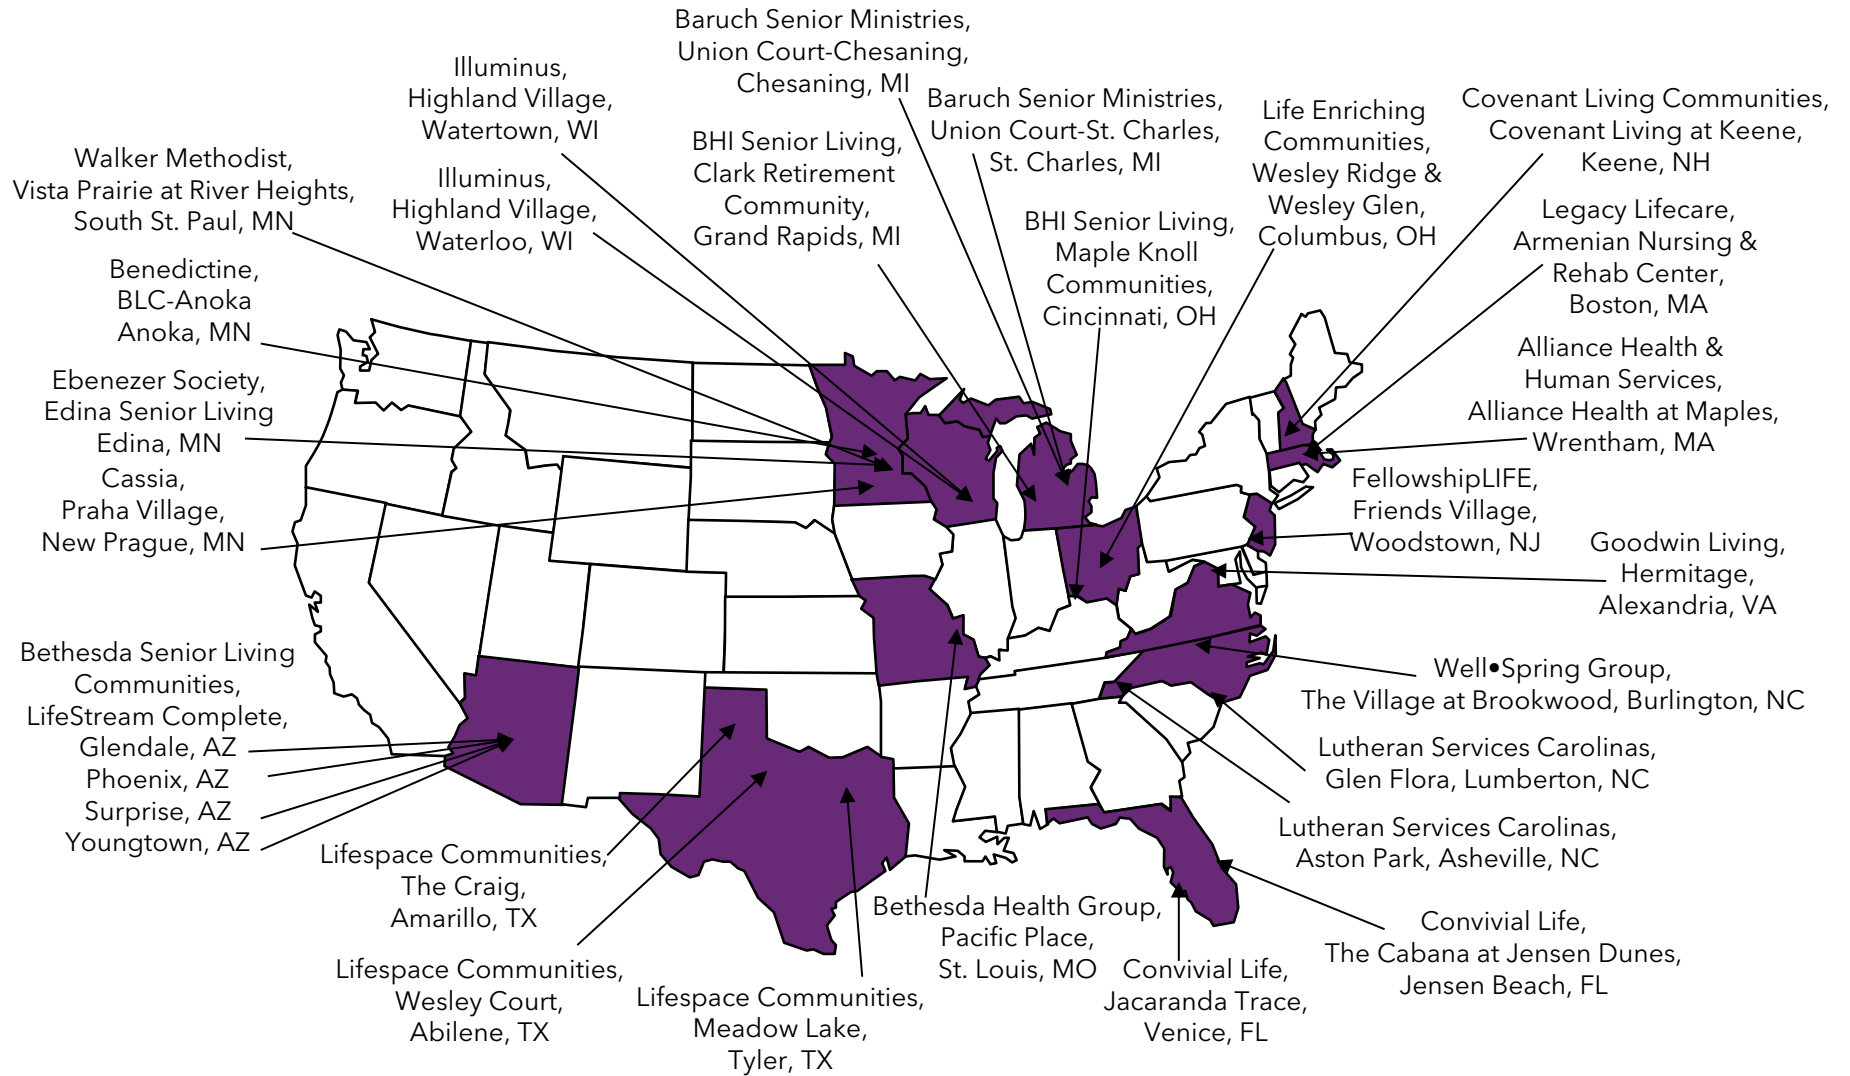 Baruch Senior Ministries,
Union Court-Chesaning,
Chesaning, MI
Illuminus,
Highland Village,
Watertown, WI
Baruch Senior Ministries,
Union Court-St. Charles,
St. Charles, MI
Life Enriching
Communities,
Wesley Ridge &
Wesley Glen,
Columbus, OH
Covenant Living Communities,
Covenant Living at Keene,
Keene, NH
BHI Senior Living,
Clark Retirement
Community,
Grand Rapids, MI
Walker Methodist,
Vista Prairie at River Heights,
South St. Paul, MN
Illuminus,
Highland Village,
Waterloo, WI
BHI Senior Living,
Maple Knoll
Communities,
Cincinnati, OH
Legacy Lifecare,
Armenian Nursing &
Rehab Center,
Boston, MA
Benedictine,
BLC-Anoka
Anoka, MN
Alliance Health &
Human Services,
Alliance Health at Maples,
Wrentham, MA
Ebenezer Society,
Edina Senior Living
Edina, MN
Cassia,
Praha Village,
New Prague, MN
FellowshipLIFE,
Friends Village,
Woodstown, NJ
Goodwin Living,
Hermitage,
Alexandria, VA
Bethesda Senior Living
Communities,
LifeStream Complete,
Glendale, AZ
Phoenix, AZ
Surprise, AZ
Youngtown, AZ
Well•Spring Group,
The Village at Brookwood, Burlington, NC
Lutheran Services Carolinas,
Glen Flora, Lumberton, NC
Lutheran Services Carolinas,
Aston Park, Asheville, NC
Lifespace Communities,
The Craig,
Amarillo, TX
Bethesda Health Group,
Pacific Place,
St. Louis, MO
Convivial Life,
The Cabana at Jensen Dunes,
Jensen Beach, FL
Lifespace Communities,
Wesley Court,
Abilene, TX
Lifespace Communities,
Meadow Lake,
Tyler, TX
Convivial Life,
Jacaranda Trace,
Venice, FL